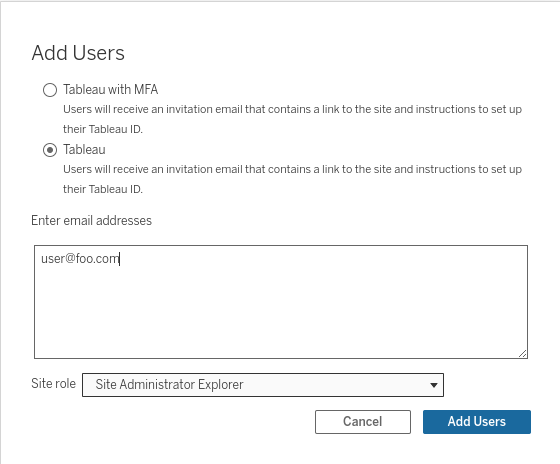 Add Users
Tableau with MFA
Users will receive an invitation email that contains a link to the site and instructions to set up
their Tableau ID.
Tableau
Users will receive an invitation email that contains a link to the site and instructions to set up
their Tableau ID.
Enter email addresses
user@foo.com
Site role Site Administrator Explorer
Cancel Add Users